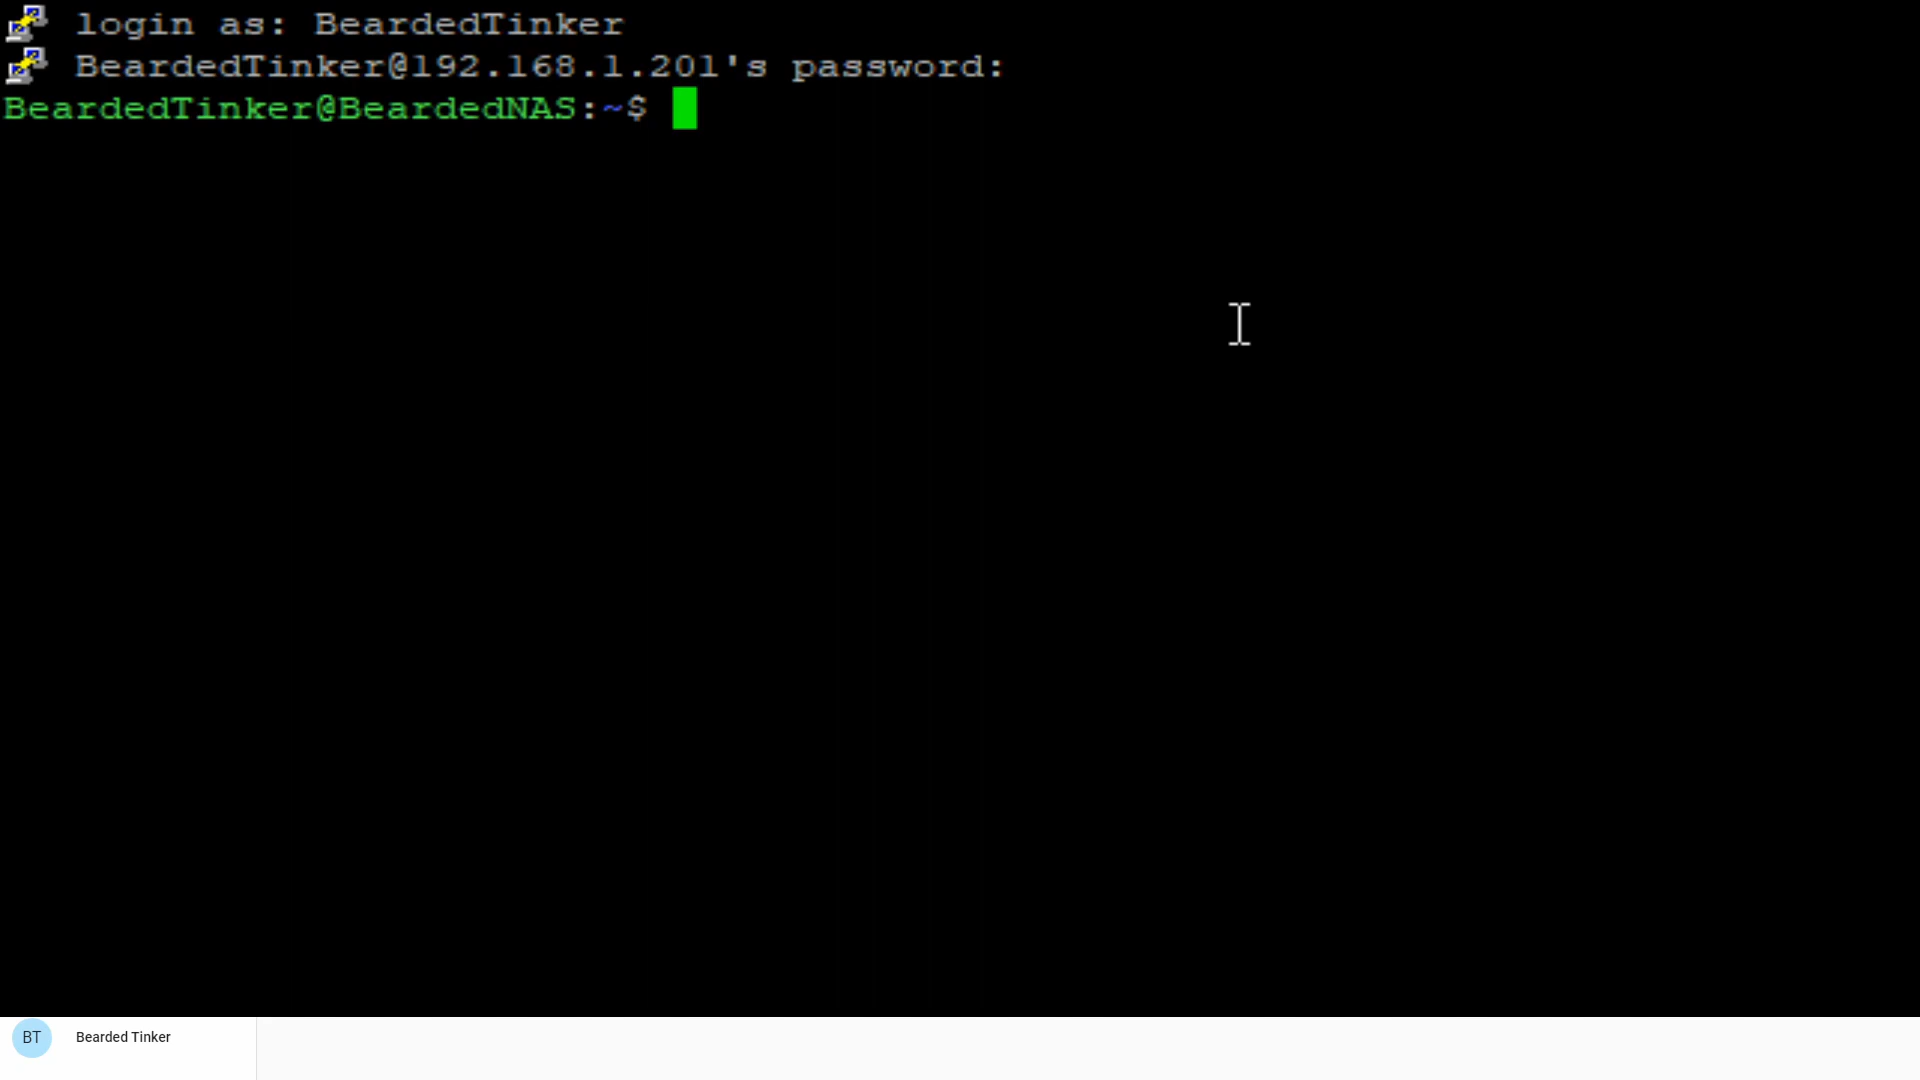 login as: BeardedTinker
BeardedTinker@192.168.1.201's password:
BeardedTinker@BeardedNAS:~$
BT Bearded Tinker